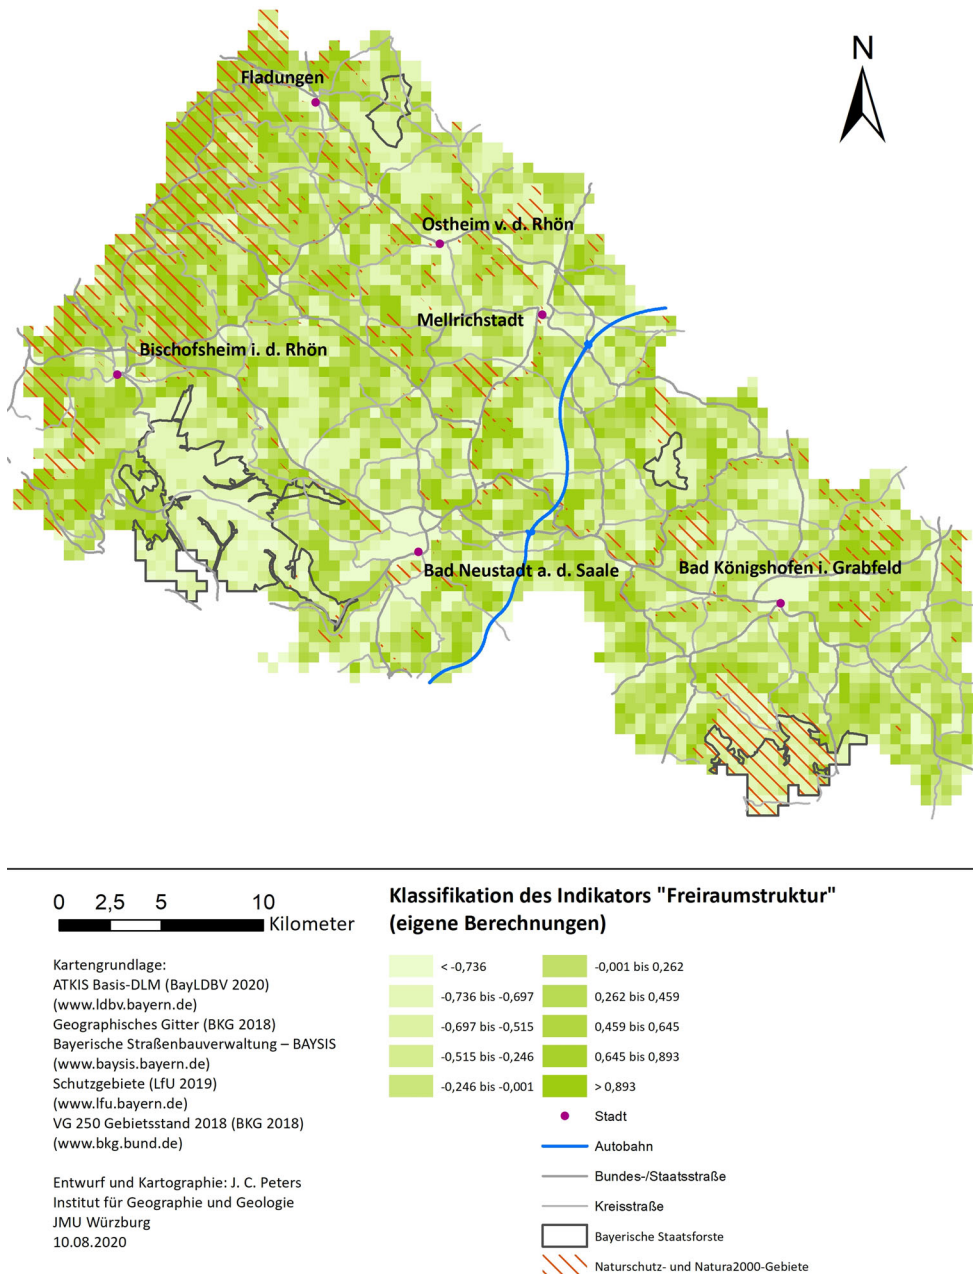 N
Fladungen
Ostheim v. d. Rhön
Mellrichstadt
Bischofsheim i. d. Rhön
Bad Neustadt a. d. Saale
Bad Königshofen i. Grabfeld
0 2,5 5 10
Kilometer
Kartengrundlage:
ATKIS Basis-DLM (BayLDBV 2020)
(www.ldbv.bayern.de)
Geographisches Gitter (BKG 2018)
Bayerische Straßenbauverwaltung – BAYSIS
(www.baysis.bayern.de)
Schutzgebiete (LfU 2019)
(www.lfu.bayern.de)
VG 250 Gebietsstand 2018 (BKG 2018)
(www.bkg.bund.de)
Entwurf und Kartographie: J. C. Peters
Institut für Geographie und Geologie
JMU Würzburg
10.08.2020
Klassifikation des Indikators "Freiraumstruktur"
(eigene Berechnungen)
< -0,736
-0,736 bis -0,697
-0,697 bis -0,515
-0,515 bis -0,246
-0,246 bis -0,001
-0,001 bis 0,262
0,262 bis 0,459
0,459 bis 0,645
0,645 bis 0,893
> 0,893
Stadt
Autobahn
Bundes-/Staatsstraße
Kreisstraße
Bayerische Staatsforste
Naturschutz- und Natura2000-Gebiete